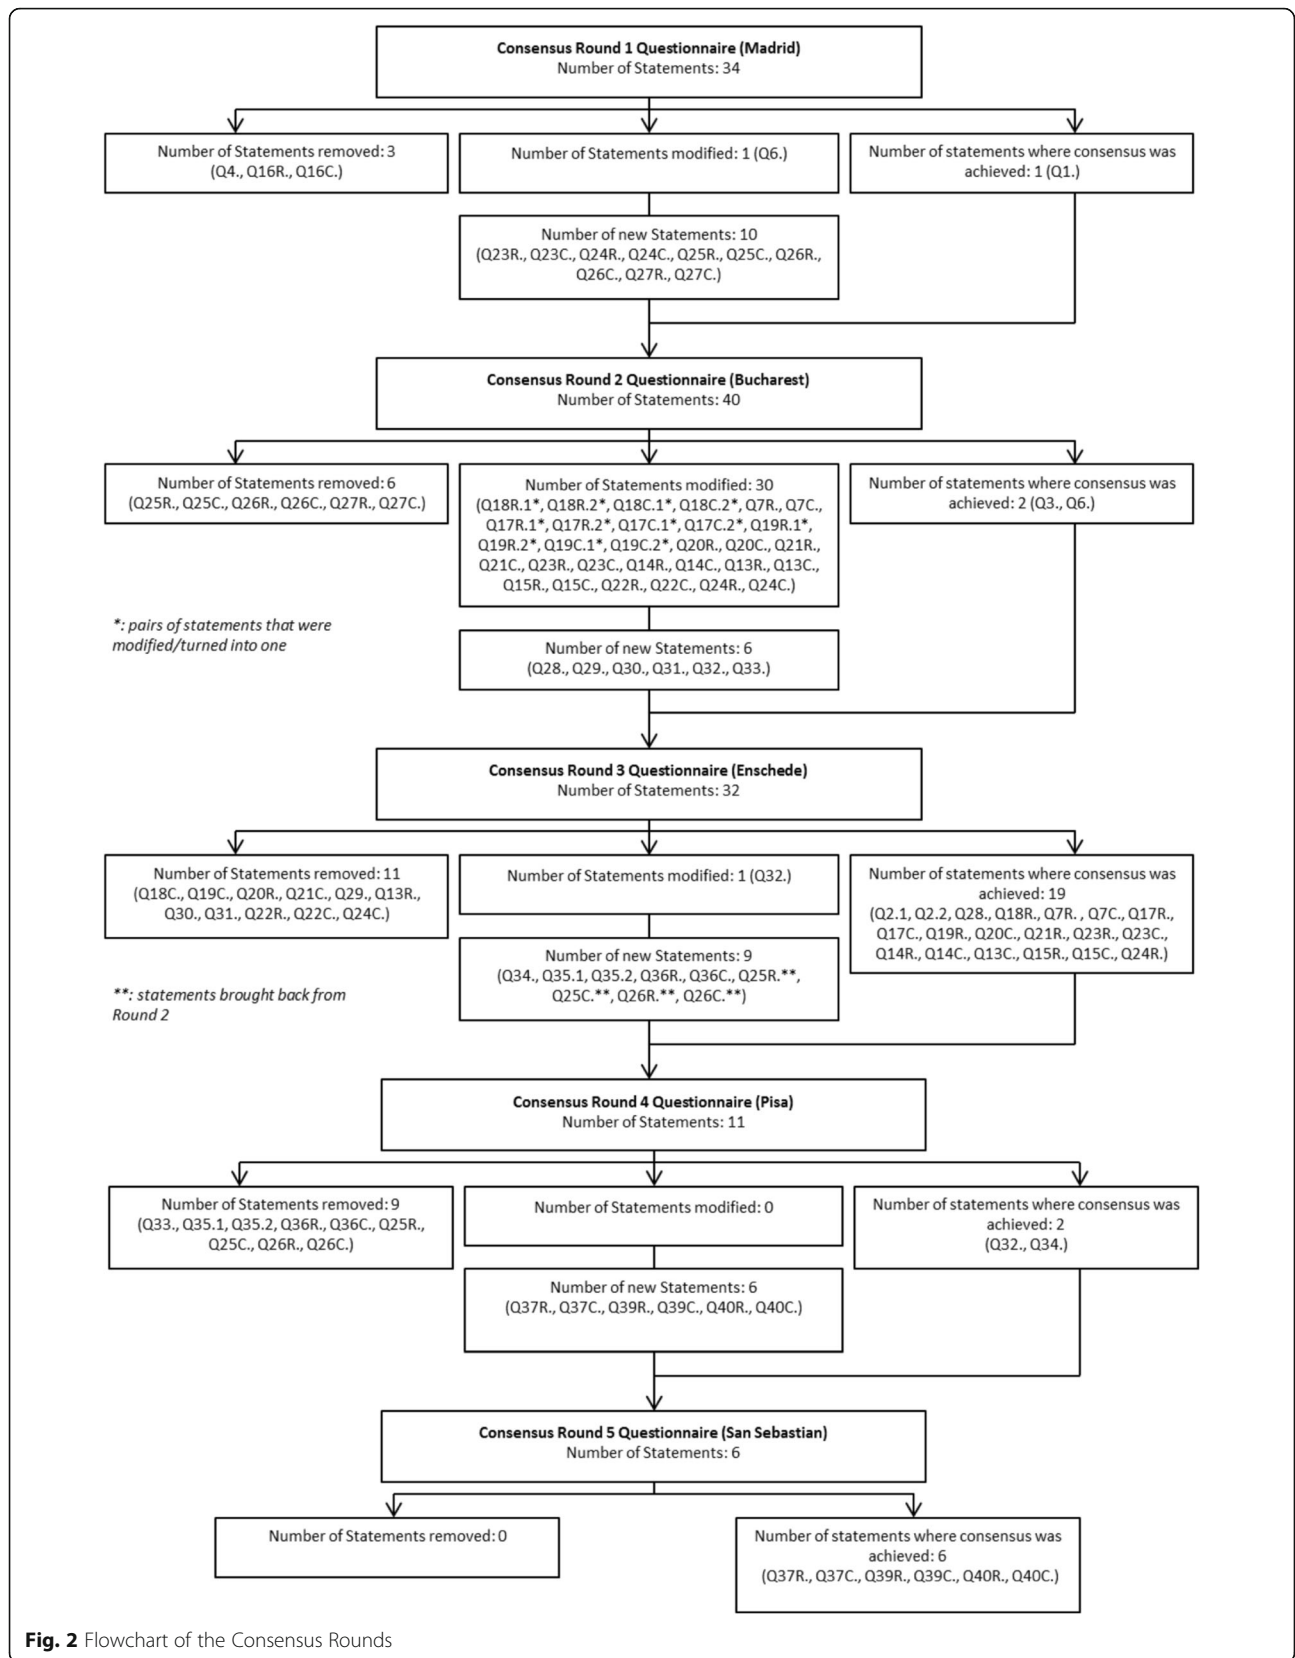 Consensus Round 1 Questionnaire (Madrid)
Number of Statements: 34
Number of Statements removed: 3
(Q4., Q16R., Q16C.)
Number of Statements modified: 1 (Q6.)
Number of statements where consensus was
achieved: 1 (Q1.)
Number of new Statements: 10
(Q23R., Q23C., Q24R., Q24C., Q25R., Q25C., Q26R.,
Q26C., Q27R., Q27C.)
Consensus Round 2 Questionnaire (Bucharest)
Number of Statements: 40
Number of Statements removed: 6
(Q25R., Q25C., Q26R., Q26C., Q27R., Q27C.)
Number of Statements modified: 30
(Q18R.1*, Q18R.2*, Q18C.1*, Q18C.2*, Q7R., Q7C.,
Q17R.1*, Q17R.2*, Q17C.1*, Q17C.2*, Q19R.1*,
Q19R.2*, Q19C.1*, Q19C.2*, Q20R., Q20C., Q21R.,
Q21C., Q23R., Q23C., Q14R., Q14C., Q13R., Q13C.,
Q15R., Q15C., Q22R., Q22C., Q24R., Q24C.)
Number of statements where consensus was
achieved: 2 (Q3., Q6.)
*: pairs of statements that were
modified/turned into one
Number of new Statements: 6
(Q28., Q29., Q30., Q31., Q32., Q33.)
Consensus Round 3 Questionnaire (Enschede)
Number of Statements: 32
Number of Statements removed: 11
(Q18C., Q19C., Q20R., Q21C., Q29., Q13R.,
Q30., Q31., Q22R., Q22C., Q24C.)
Number of Statements modified: 1 (Q32.)
Number of statements where consensus was
achieved: 19
(Q2.1, Q2.2, Q28., Q18R., Q7R. , Q7C., Q17R.,
Q17C., Q19R., Q20C., Q21R., Q23R., Q23C.,
Q14R., Q14C., Q13C., Q15R., Q15C., Q24R.)
Number of new Statements: 9
(Q34., Q35.1, Q35.2, Q36R., Q36C., Q25R.**,
Q25C.**, Q26R.**, Q26C.**)
**: statements brought back from
Round 2
Consensus Round 4 Questionnaire (Pisa)
Number of Statements: 11
Number of Statements removed: 9
(Q33., Q35.1, Q35.2, Q36R., Q36C., Q25R.,
Q25C., Q26R., Q26C.)
Number of Statements modified: 0
Number of statements where consensus was
achieved: 2
(Q32., Q34.)
Number of new Statements: 6
(Q37R., Q37C., Q39R., Q39C., Q40R., Q40C.)
Consensus Round 5 Questionnaire (San Sebastian)
Number of Statements: 6
Number of Statements removed: 0
Number of statements where consensus was
achieved: 6
(Q37R., Q37C., Q39R., Q39C., Q40R., Q40C.)
Fig. 2 Flowchart of the Consensus Rounds